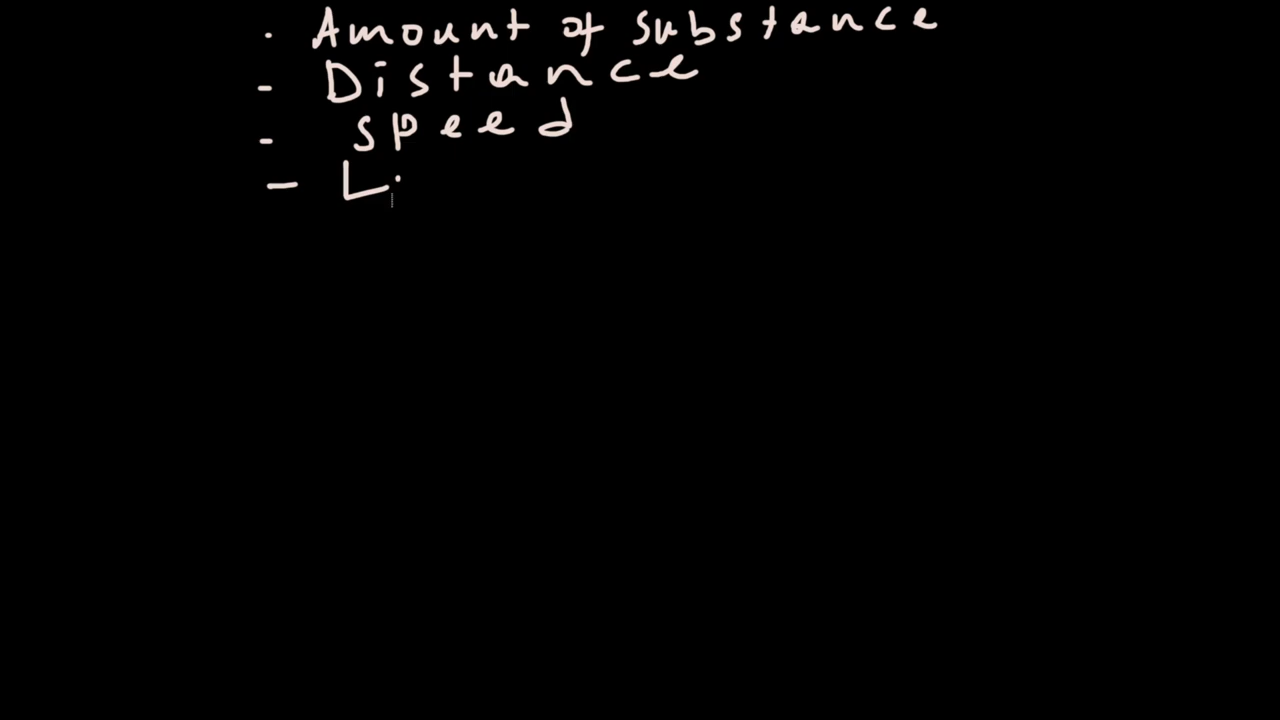 · Amount of substance
- Distance
- speed
- L